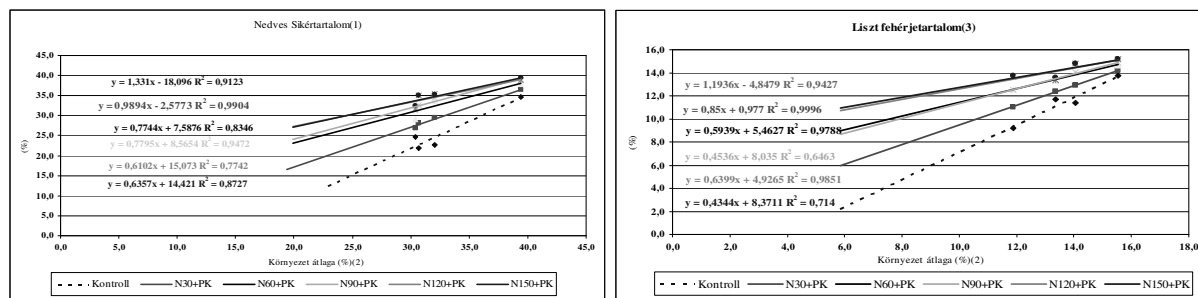 Nedves Sikértartalom(1)
45,0
40,0
35,0
30,0
25,0
20,0
15,0
10,0
5,0
0,0
(%)
y = 1,331x - 18,096 R² = 0,9123
y = 0,9894x - 2,5773 R² = 0,9904
y = 0,7744x + 7,5876 R² = 0,8346
y = 0,7795x + 8,5654 R² = 0,9472
y = 0,6102x + 15,073 R² = 0,7742
y = 0,6357x + 14,421 R² = 0,8727
0,0 5,0 10,0 15,0 20,0 25,0 30,0 35,0 40,0 45,0
Környezet átlaga (%)(2)
Kontroll N30+PK N60+PK N90+PK N120+PK N150+PK
Liszt fehérjetartalom(3)
16,0
14,0
12,0
10,0
8,0
6,0
4,0
2,0
0,0
(%)
y = 1,1936x - 4,8479 R² = 0,9427
y = 0,85x + 0,977 R² = 0,9996
y = 0,5939x + 5,4627 R² = 0,9788
y = 0,4536x + 8,035 R² = 0,6463
y = 0,6399x + 4,9265 R² = 0,9851
y = 0,4344x + 8,3711 R² = 0,714
0,0 2,0 4,0 6,0 8,0 10,0 12,0 14,0 16,0 18,0
Környezet átlaga (%)(2)
Kontroll N30+PK N60+PK N90+PK N120+PK N150+PK